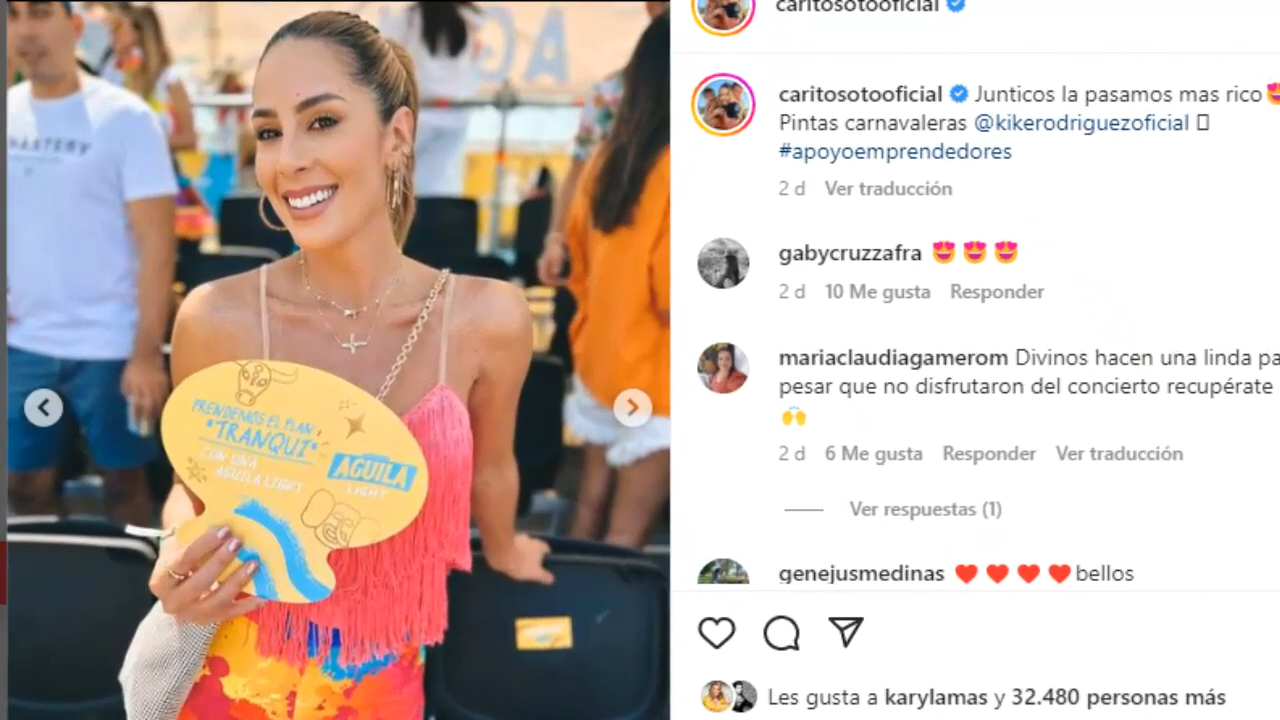 MASTERY
AG
PRENDEMOS EL PLAN
"TRANQUI"
CON UNA
AGUILA LIGHT
AGUILA
LIGHT
caritosotooficial
caritosotooficial Junticos la pasamos mas rico 😍
Pintas carnavaleras @kikerodriguezoficial
#apoyoemprendedores
2 d Ver traducción
gabycruzzafra 😍 😍 😍
2 d 10 Me gusta Responder
mariaclaudiagamerom Divinos hacen una linda pa
pesar que no disfrutaron del concierto recupérate
🙌
2 d 6 Me gusta Responder Ver traducción
Ver respuestas (1)
genejusmedinas ❤️ ❤️ ❤️ ❤️ bellos
Les gusta a karylamas y 32.480 personas más